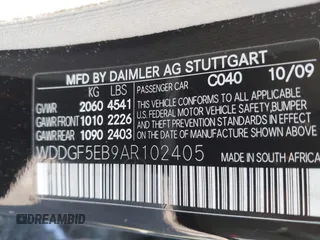 MFD BY DAIMLER AG STUTTGART
KG LBS PASSENGER CAR C040 10/09
GVWR 2060 4541
GAWR FRONT 1010 2226
GAWR REAR 1090 2403
THIS VEHICLE CONFORMS TO ALL APPLICABLE
U.S. FEDERAL MOTOR VEHICLE SAFETY, BUMPER
AND THEFT PREVENTION STANDARDS IN EFFECT
ON THE DATE OF MANUFACTURE SHOWN ABOVE.
WDDGF5EB9AR102405
MADE IN SOUTH AFRICA
DREAMBID